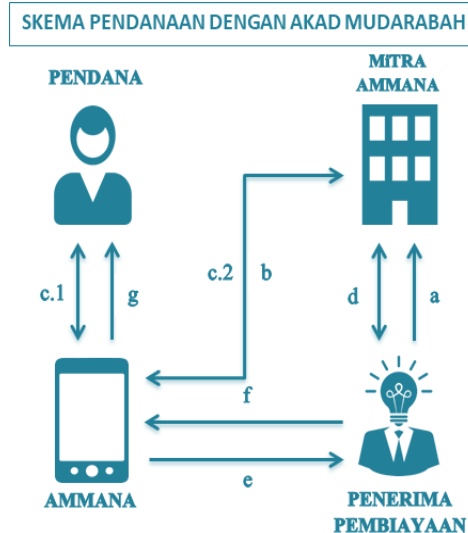 SKEMA PENDANAAN DENGAN AKAD MUDARABAH
PENDANA
MITRA
AMMANA
c.1
g
c.2
b
d
a
f
e
AMMANA
PENERIMA
PEMBIAYAAN